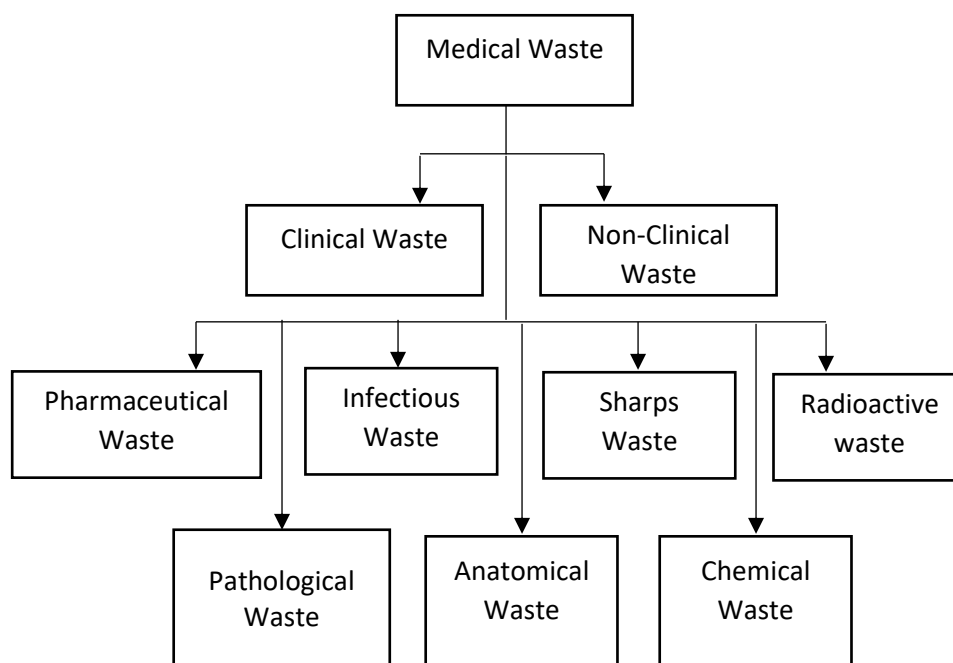 Medical Waste
Clinical Waste
Non-Clinical
Waste
Pharmaceutical
Waste
Infectious
Waste
Sharps
Waste
Radioactive
waste
Pathological
Waste
Anatomical
Waste
Chemical
Waste